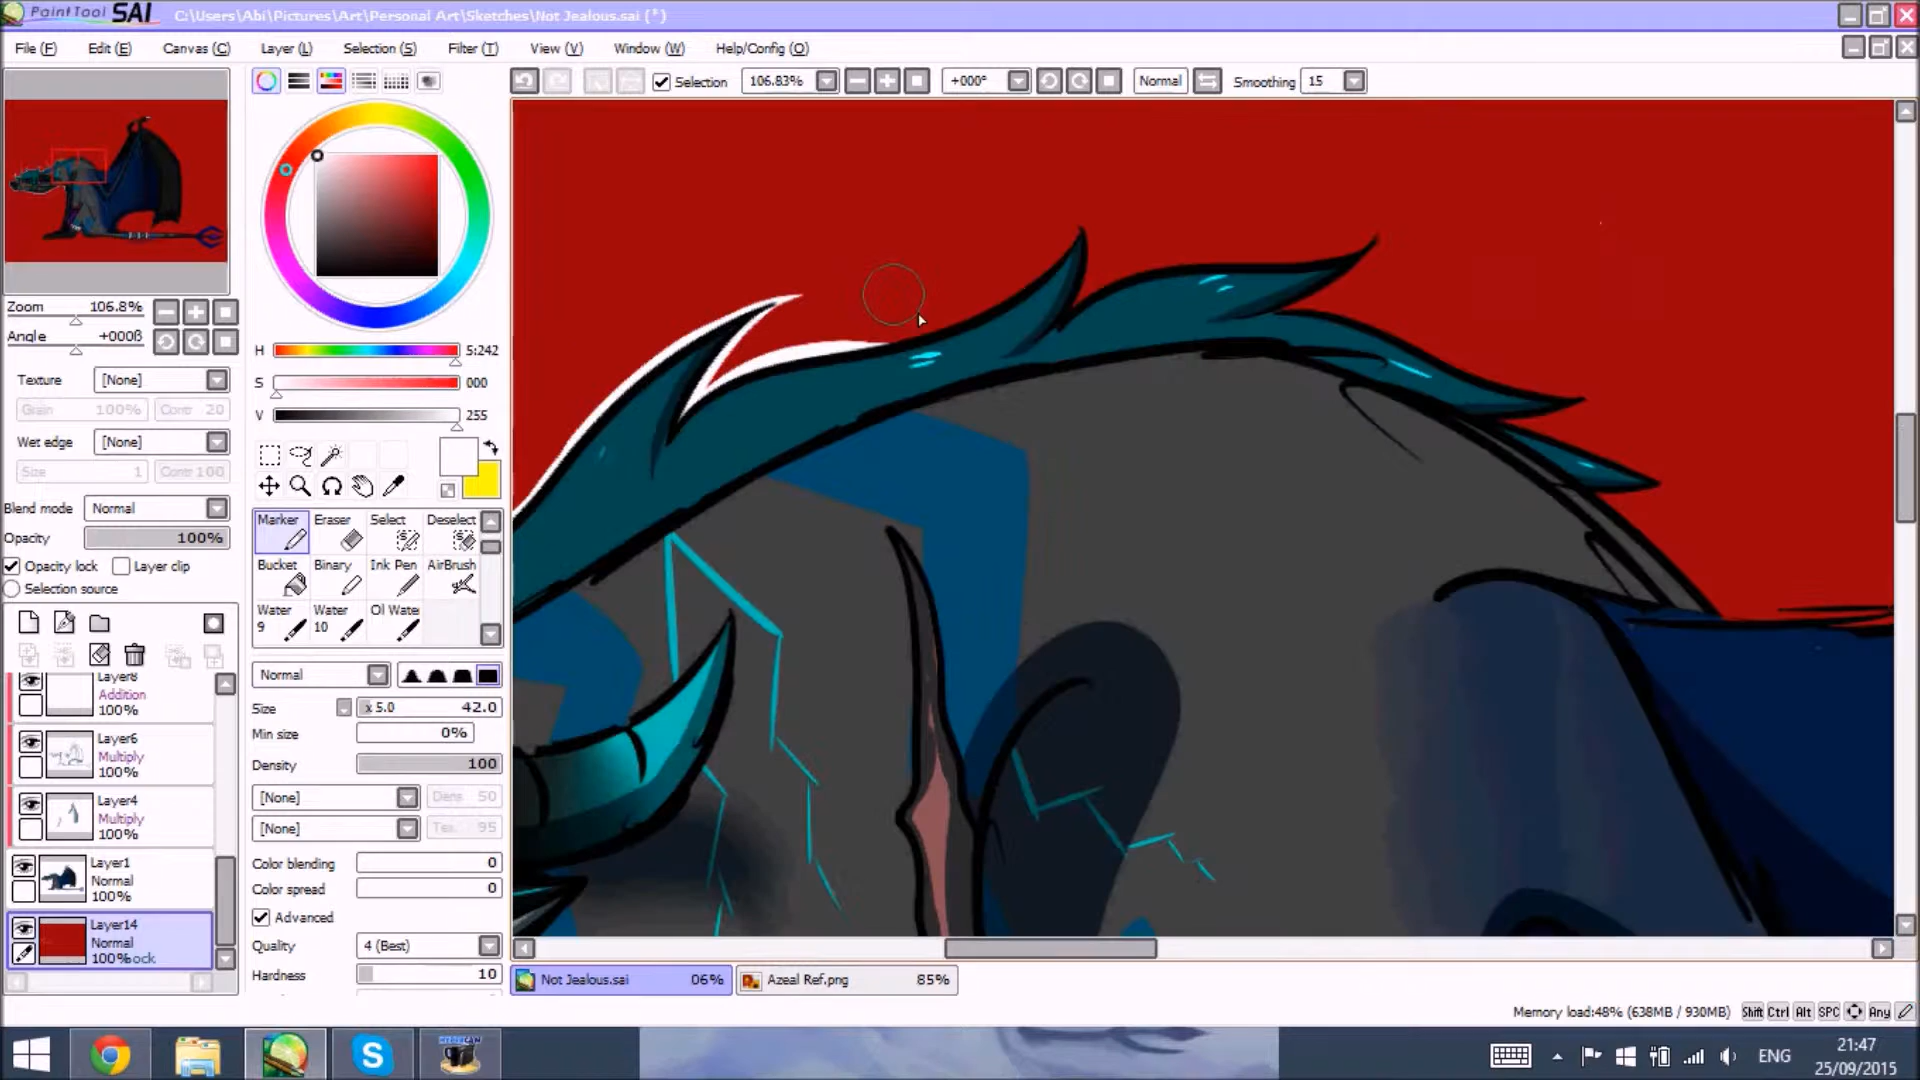 PaintTool SAI C:\Users\Abi\Pictures\Art\Personal Art\Sketches\Not Jealous.sai (*)
File (F) Edit (E) Canvas (C) Layer (L) Selection (S) Filter (T) View (V) Window (W) Help/Config (O)
Selection 106.83% +000° Normal Smoothing 15
Zoom 106.8%
Angle +000ß
Texture [None]
Grain 100% Contr 20
Wet edge [None]
Size 1 Contr 100
Blend mode Normal
Opacity 100%
Opacity lock Layer clip
Selection source
Layer8
Addition
100%
Layer6
Multiply
100%
Layer4
Multiply
100%
Layer1
Normal
100%
Layer14
Normal
100%ock
H 5:242
S 000
V 255
Marker Eraser Select Deselect
Bucket Binary Ink Pen AirBrush
Water 9 Water 10 Oil Wate
Normal
Size x 5.0 42.0
Min size 0%
Density 100
[None] Dens 50
[None] Tex. 95
Color blending 0
Color spread 0
Advanced
Quality 4 (Best)
Hardness 10
Not Jealous.sai 06% Azeal Ref.png 85%
Memory load:48% (638MB / 930MB) Shift Ctrl Alt SPC Any
ENG
21:47
25/09/2015